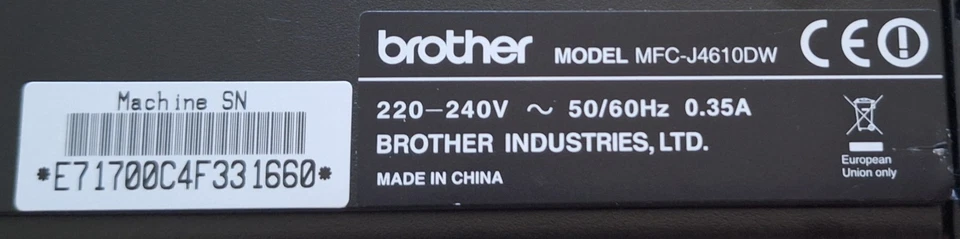 Machine SN
*E71700C4F331660*
brother MODEL MFC-J4610DW CE
220-240V ~ 50/60Hz 0.35A
BROTHER INDUSTRIES, LTD.
MADE IN CHINA
European
Union only